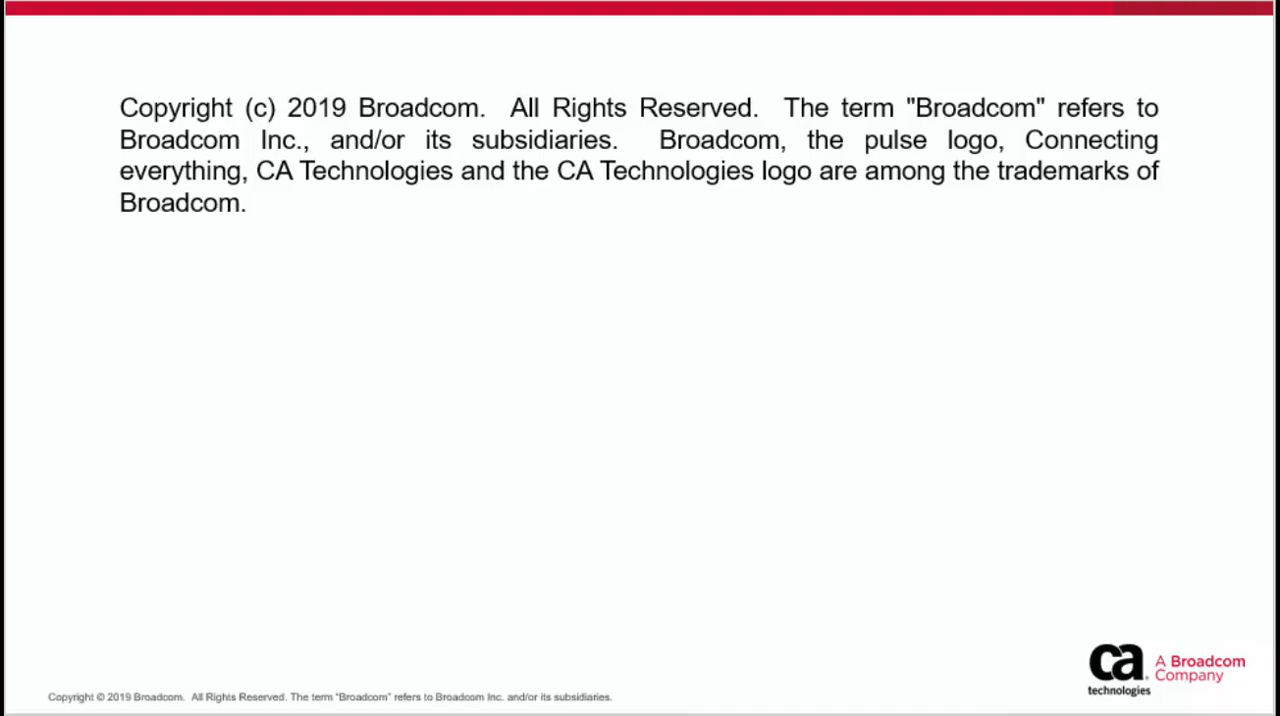 Copyright (c) 2019 Broadcom.  All Rights Reserved.  The term "Broadcom" refers to
Broadcom Inc., and/or its subsidiaries.  Broadcom, the pulse logo, Connecting
everything, CA Technologies and the CA Technologies logo are among the trademarks of
Broadcom.
ca
technologies
A Broadcom
Company
Copyright © 2019 Broadcom.  All Rights Reserved. The term “Broadcom” refers to Broadcom Inc. and/or its subsidiaries.